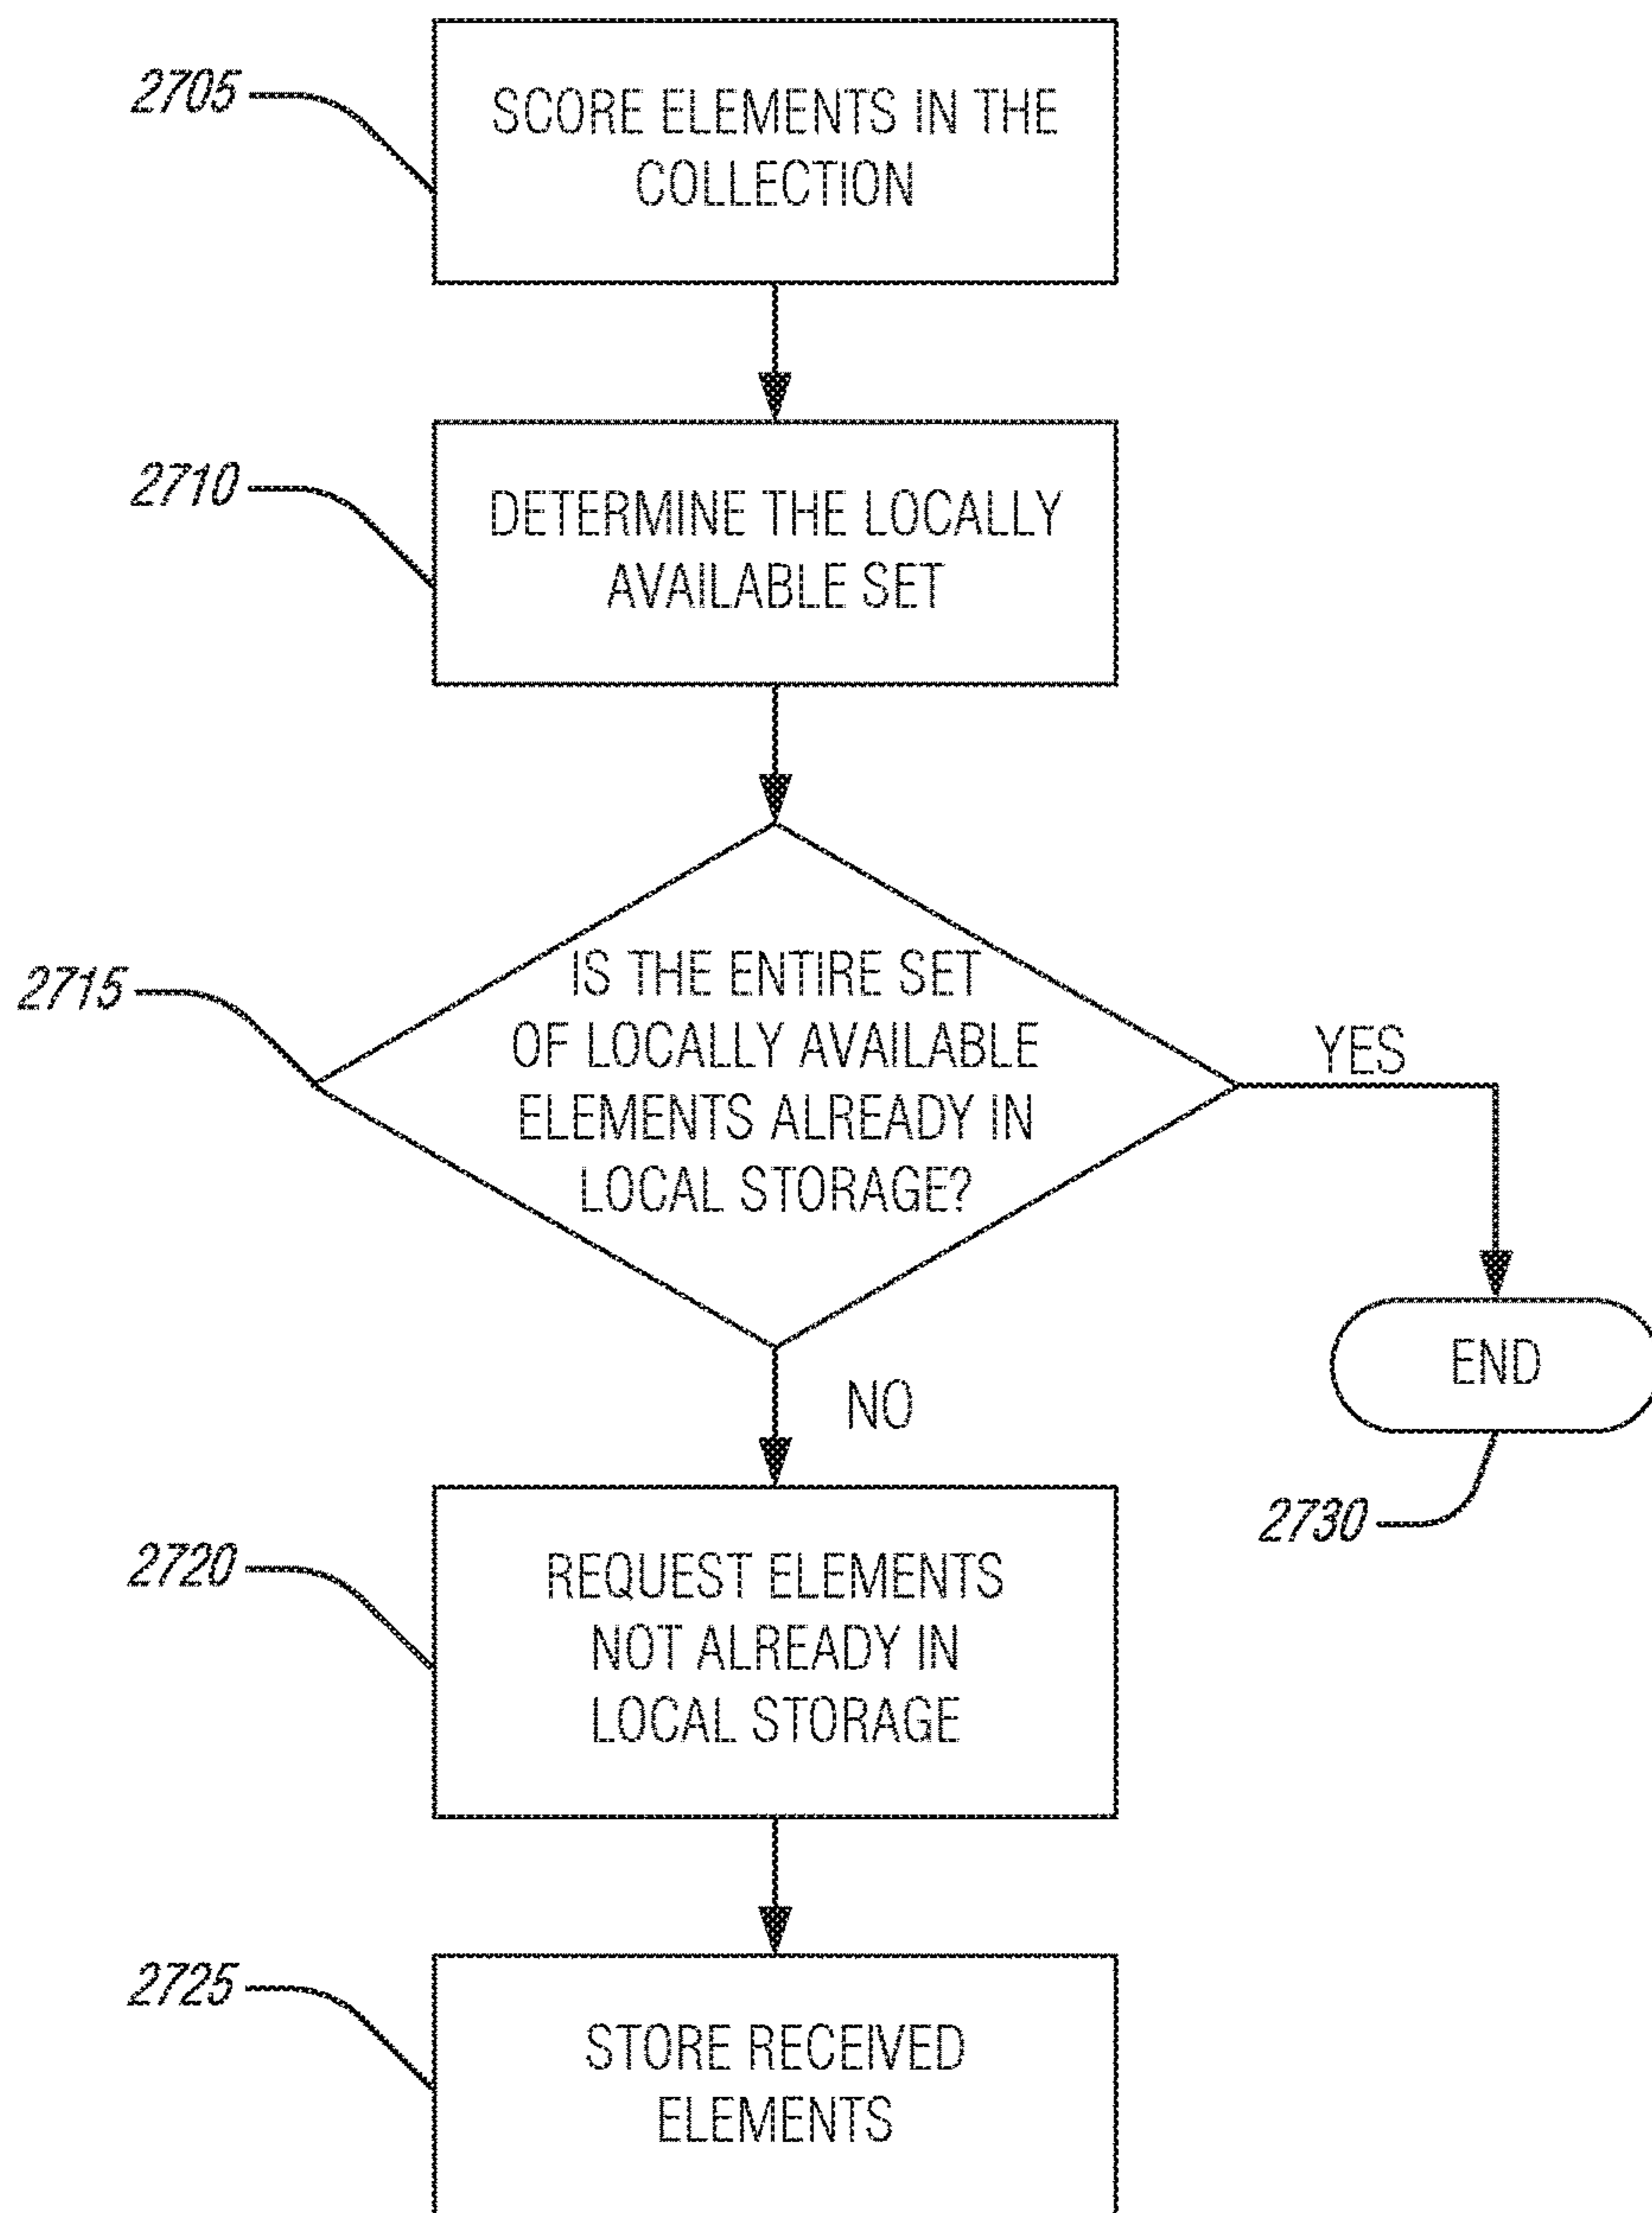 2705
SCORE ELEMENTS IN THE
COLLECTION
2710
DETERMINE THE LOCALLY
AVAILABLE SET
2715
IS THE ENTIRE SET
OF LOCALLY AVAILABLE
ELEMENTS ALREADY IN
LOCAL STORAGE?
YES
END
2730
NO
2720
REQUEST ELEMENTS
NOT ALREADY IN
LOCAL STORAGE
2725
STORE RECEIVED
ELEMENTS